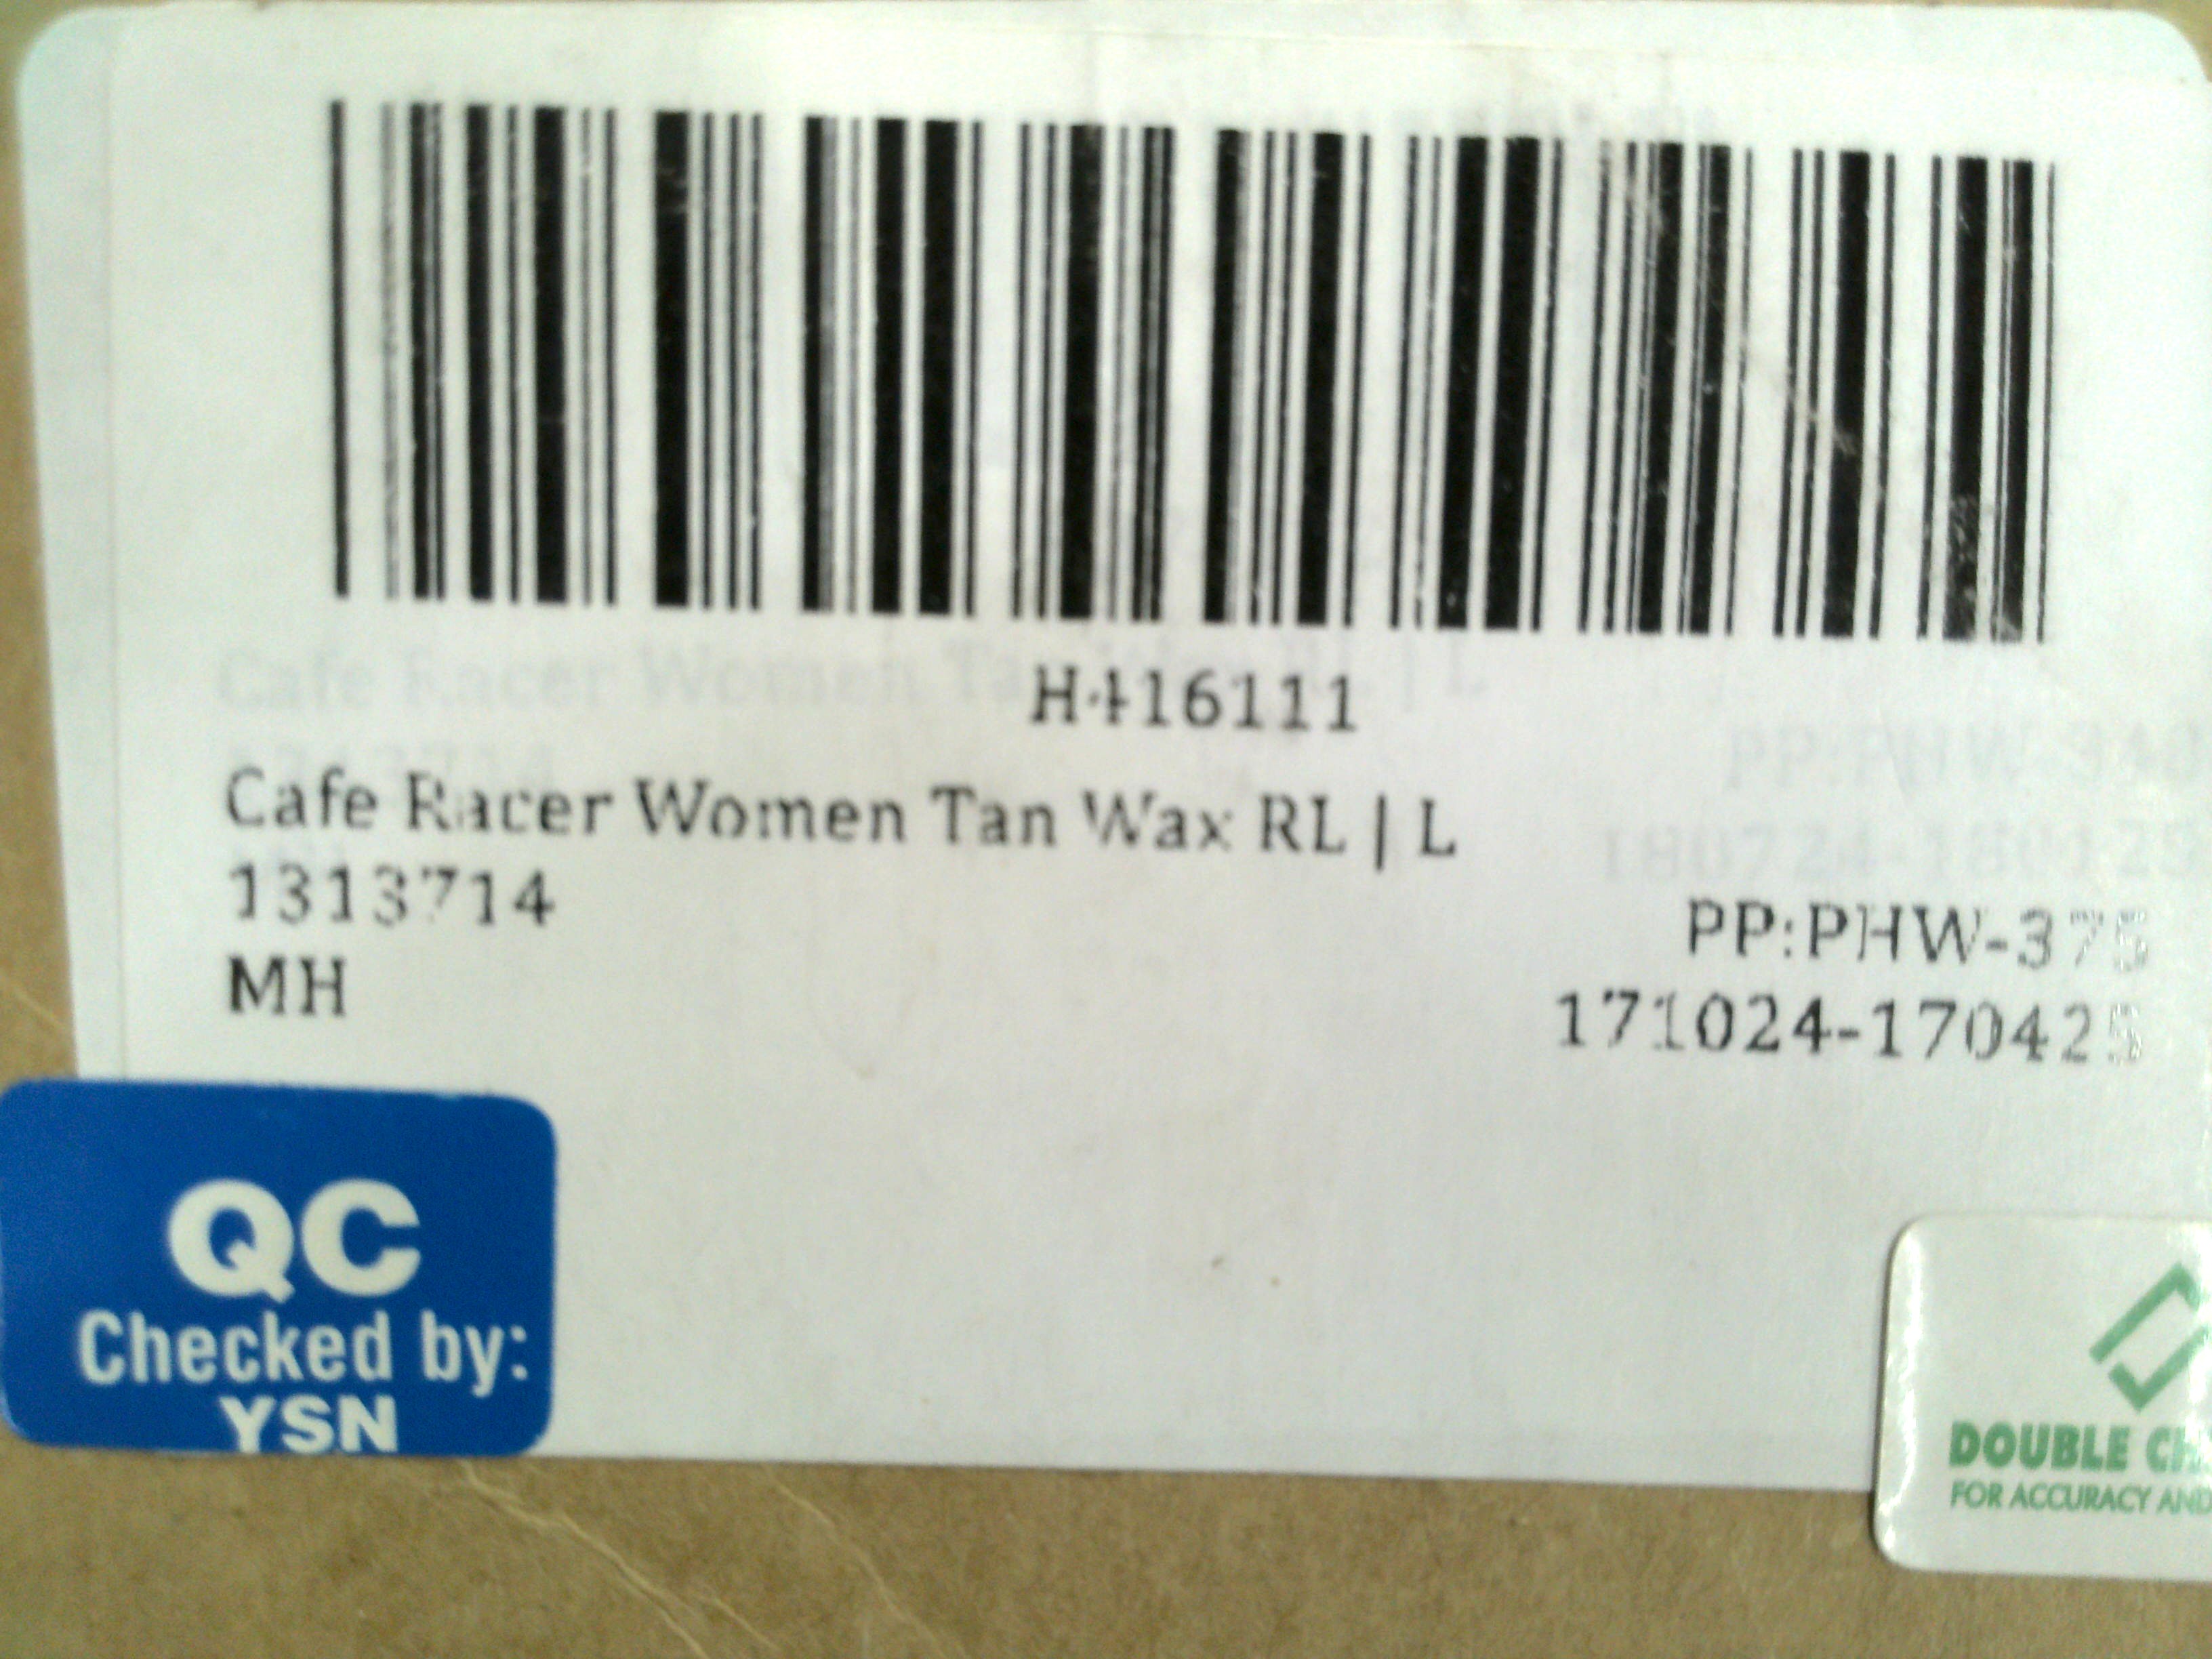 H416111
Cafe Racer Women Tan Wax RL | L
1313714
PP:PHW-375
MH
171024-170425
QC
Checked by:
YSN
DOUBLE
FOR ACCURACY AND